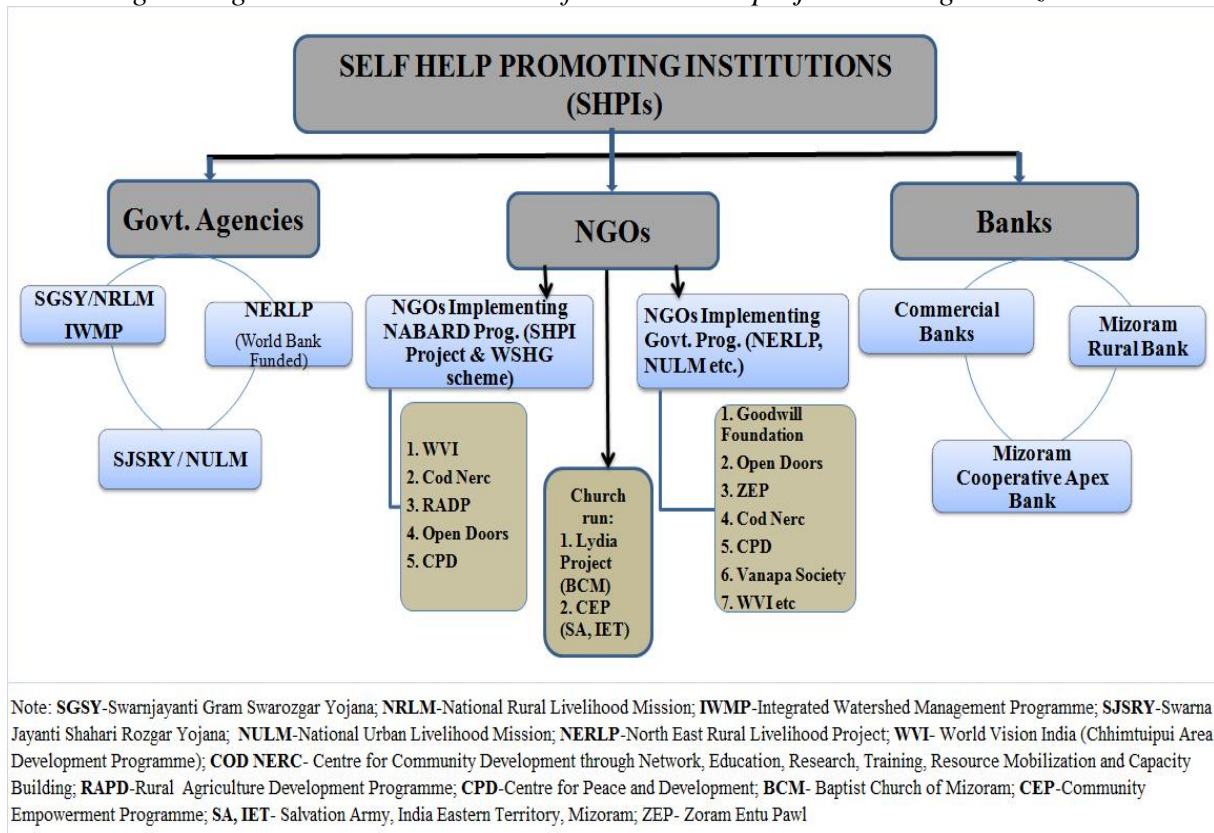 SELF HELP PROMOTING INSTITUTIONS
(SHPIs)
Govt. Agencies
NGOs
Banks
SGSY/NRLM
IWMP
NERLP
(World Bank
Funded)
SJSRY / NULM
NGOs Implementing
NABARD Prog. (SHPI
Project & WSHG
scheme)
1. WVI
2. Cod Nerc
3. RADP
4. Open Doors
5. CPD
Church
run:
1. Lydia
Project
(BCM)
2. CEP
(SA, IET)
NGOs Implementing
Govt. Prog. (NERLP,
NULM etc.)
1. Goodwill
Foundation
2. Open Doors
3. ZEP
4. Cod Nerc
5. CPD
6. Vanapa Society
7. WVI etc
Commercial
Banks
Mizoram
Rural Bank
Mizoram
Cooperative Apex
Bank
Note: SGSY-Swarnjayanti Gram Swarozgar Yojana; NRLM-National Rural Livelihood Mission; IWMP-Integrated Watershed Management Programme; SJSRY-Swarna
Jayanti Shahari Rozgar Yojana; NULM-National Urban Livelihood Mission; NERLP-North East Rural Livelihood Project; WVI- World Vision India (Chhimtuipui Area
Development Programme); COD NERC- Centre for Community Development through Network, Education, Research, Training, Resource Mobilization and Capacity
Building; RAPD-Rural Agriculture Development Programme; CPD-Centre for Peace and Development; BCM- Baptist Church of Mizoram; CEP-Community
Empowerment Programme; SA, IET- Salvation Army, India Eastern Territory, Mizoram; ZEP- Zoram Entu Pawl